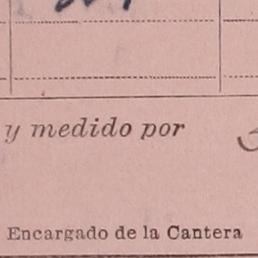 y medido por
Encargado de la Cantera